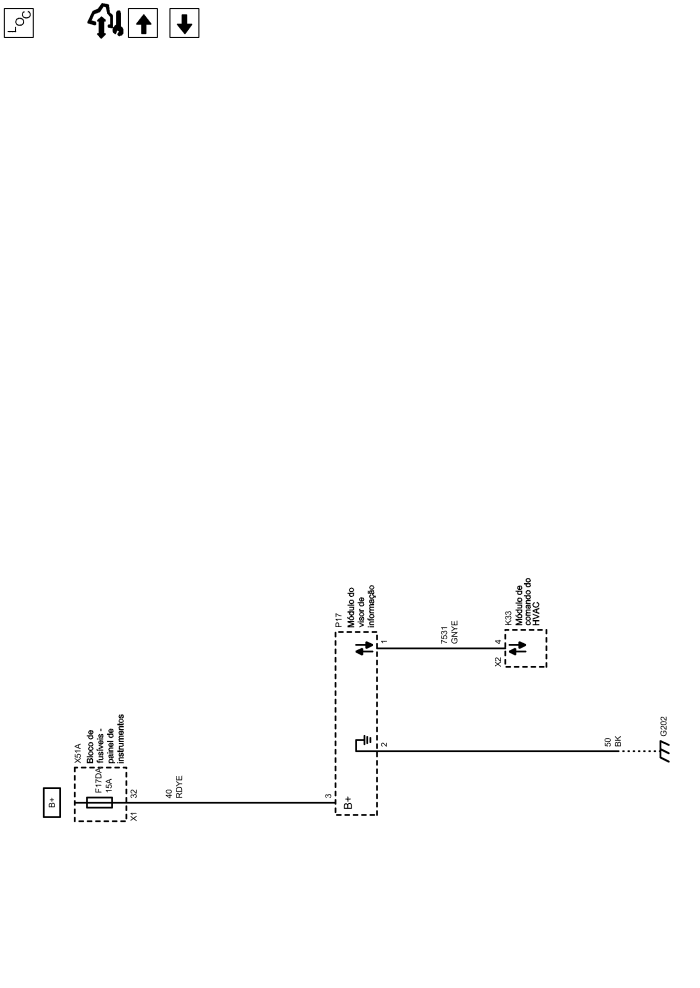 LOC
B+
X51A
Bloco de
fusíveis -
painel de
instrumentos
F17DA
15A
X1
32
40
RDYE
3
B+
P17
Módulo do
visor de
informação
2
1
7531
GNYE
X2
4
K33
Módulo de
comando do
HVAC
50
BK
G202